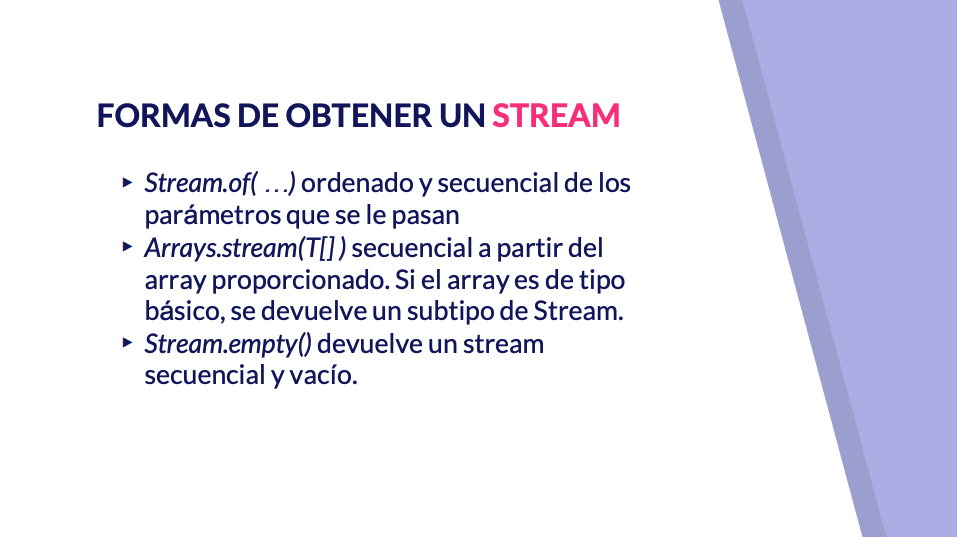 FORMAS DE OBTENER UN STREAM
▸ Stream.of( …) ordenado y secuencial de los
parámetros que se le pasan
▸ Arrays.stream(T[] ) secuencial a partir del
array proporcionado. Si el array es de tipo
básico, se devuelve un subtipo de Stream.
▸ Stream.empty() devuelve un stream
secuencial y vacío.